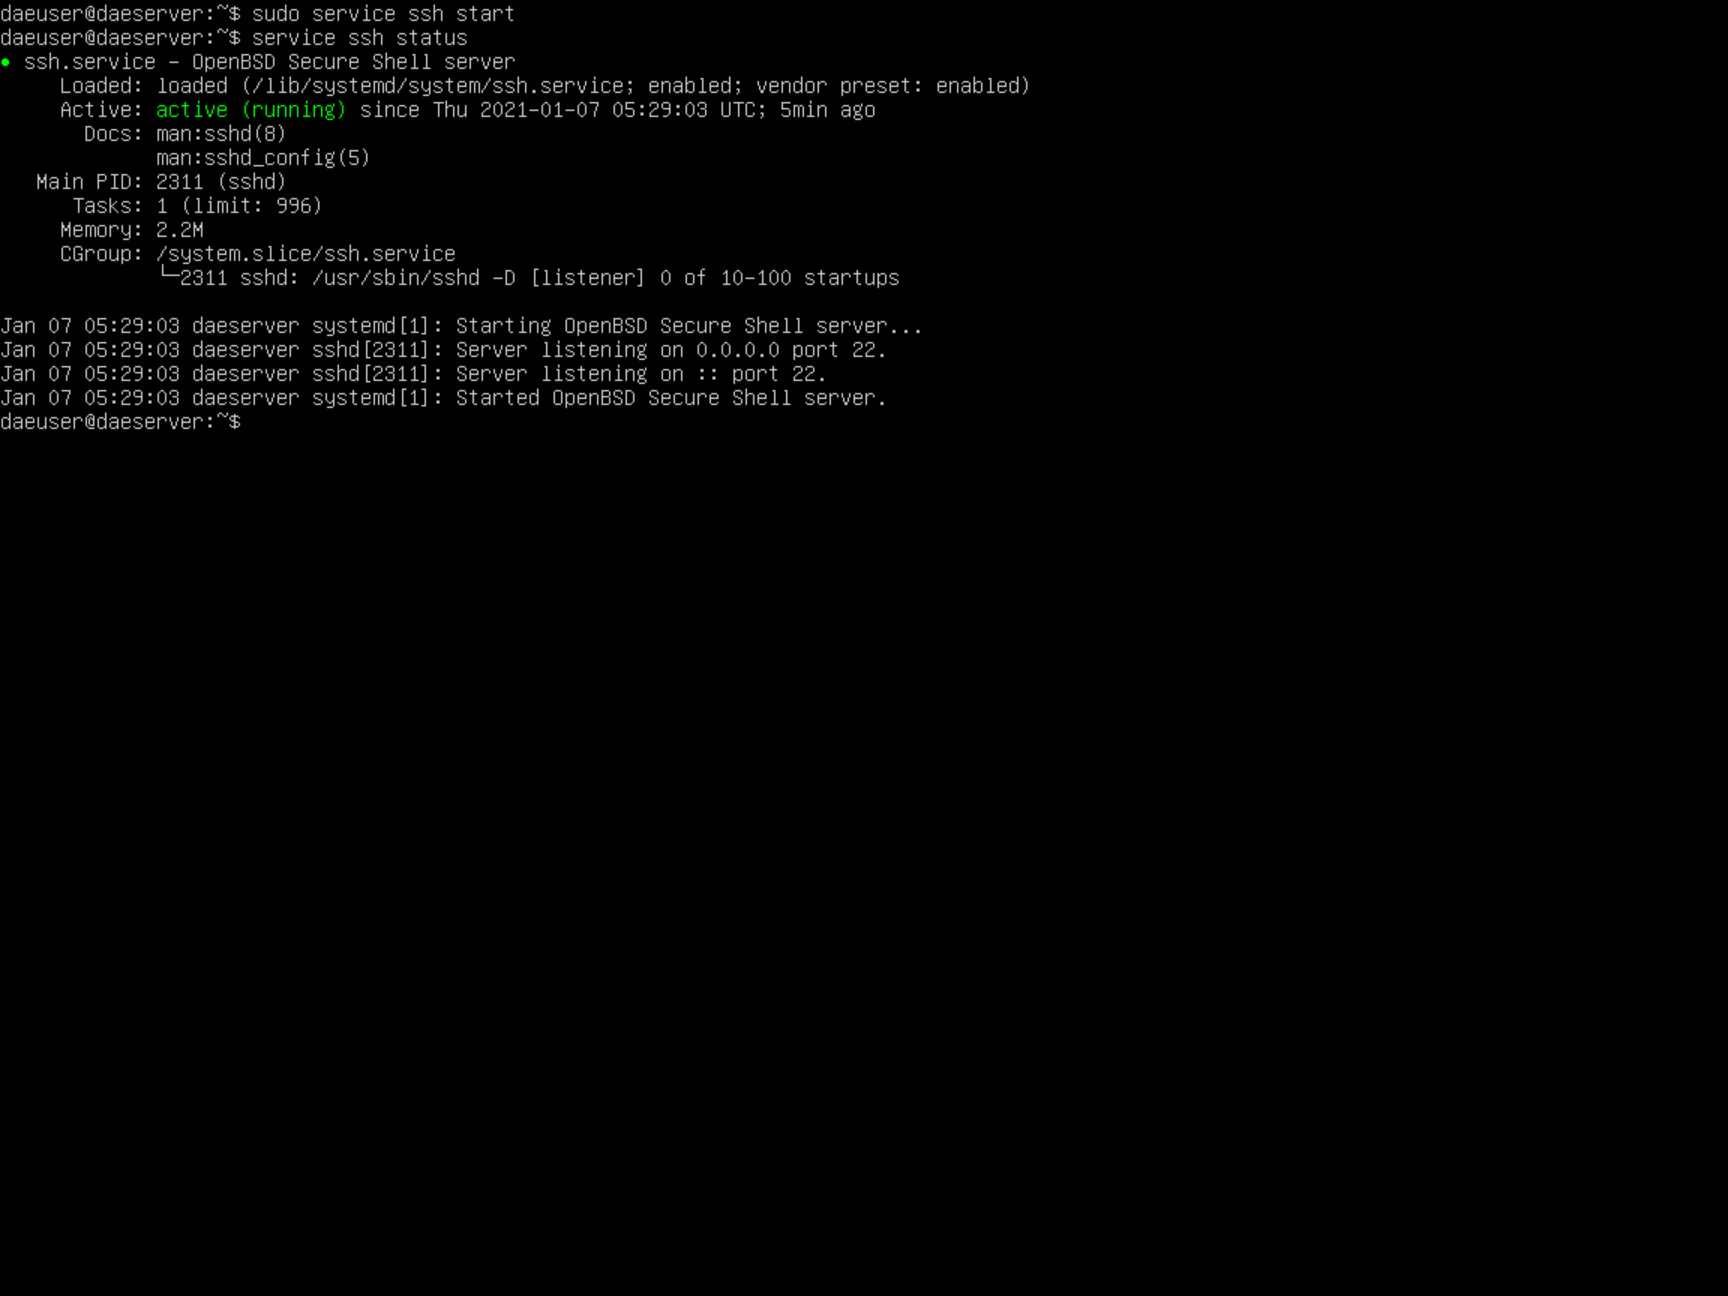 daeuser@daeserver:~$ sudo service ssh start
daeuser@daeserver:~$ service ssh status
● ssh.service - OpenBSD Secure Shell server
     Loaded: loaded (/lib/systemd/system/ssh.service; enabled; vendor preset: enabled)
     Active: active (running) since Thu 2021-01-07 05:29:03 UTC; 5min ago
       Docs: man:sshd(8)
             man:sshd_config(5)
   Main PID: 2311 (sshd)
      Tasks: 1 (limit: 996)
     Memory: 2.2M
     CGroup: /system.slice/ssh.service
             └─2311 sshd: /usr/sbin/sshd -D [listener] 0 of 10-100 startups

Jan 07 05:29:03 daeserver systemd[1]: Starting OpenBSD Secure Shell server...
Jan 07 05:29:03 daeserver sshd[2311]: Server listening on 0.0.0.0 port 22.
Jan 07 05:29:03 daeserver sshd[2311]: Server listening on :: port 22.
Jan 07 05:29:03 daeserver systemd[1]: Started OpenBSD Secure Shell server.
daeuser@daeserver:~$